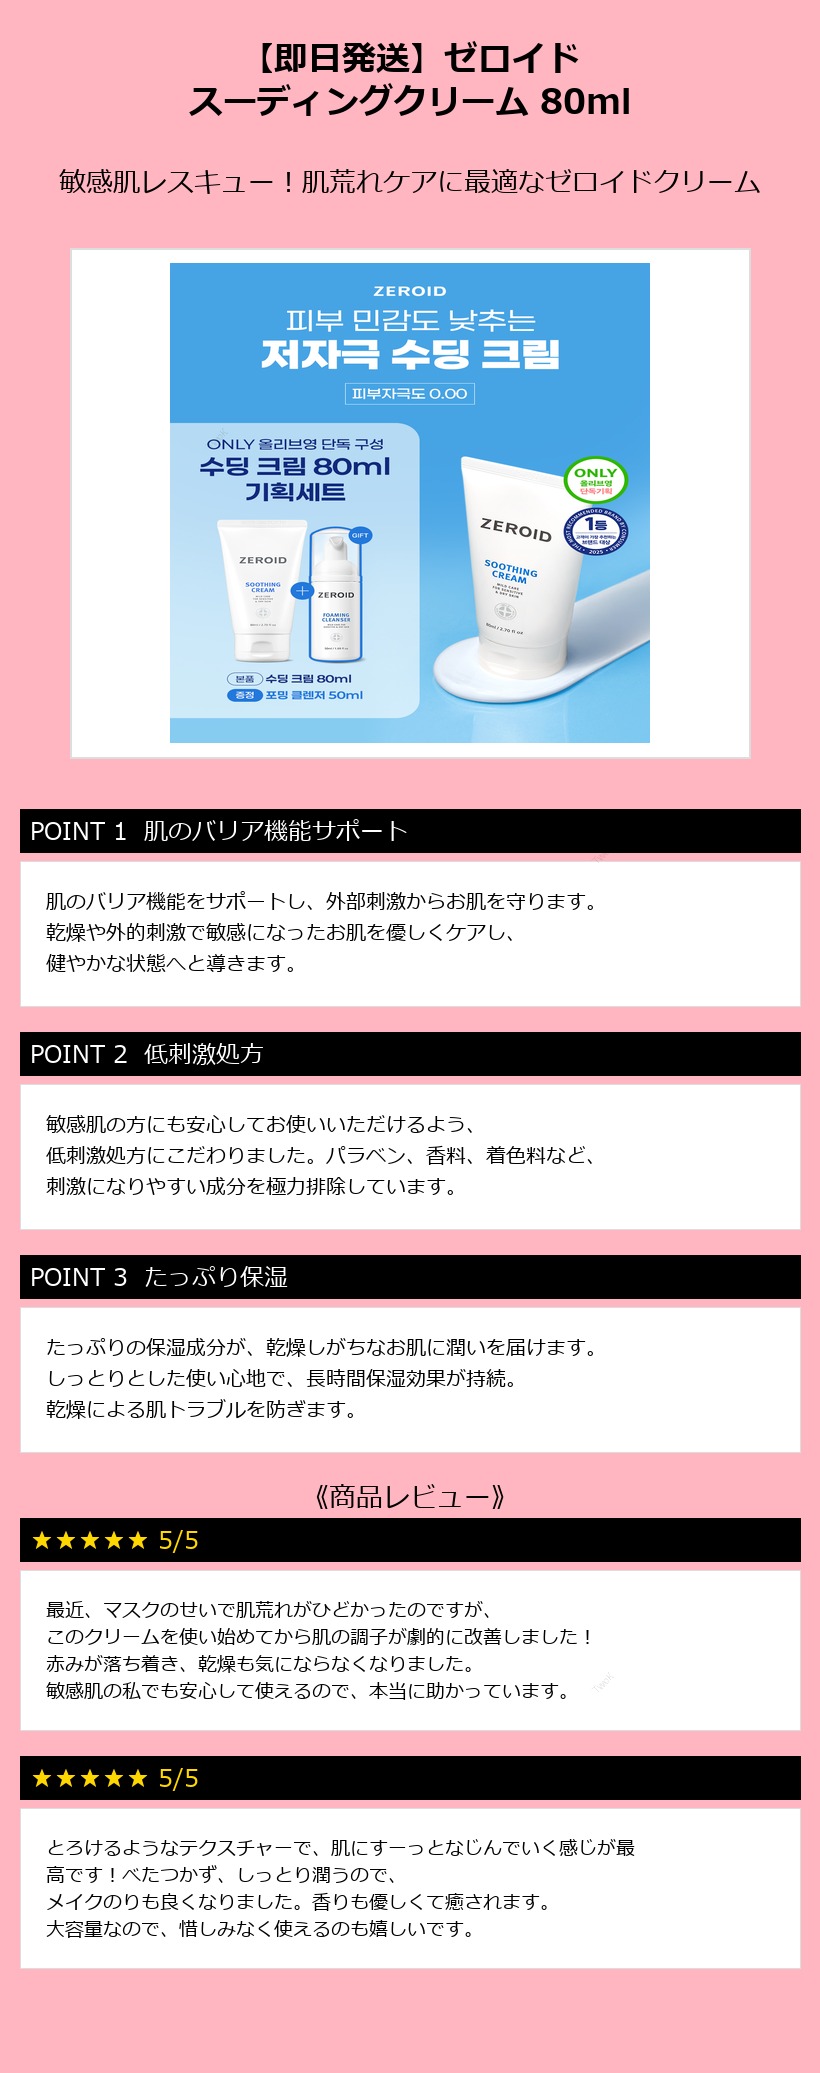 【即日発送】ゼロイド
スーディングクリーム 80ml
敏感肌レスキュー！肌荒れケアに最適なゼロイドクリーム
ZEROID
피부 민감도 낮추는
저자극 수딩 크림
피부자극도 0.00
ONLY 올리브영 단독 구성
수딩 크림 80ml
기획세트
GIFT
ZEROID
SOOTHING
CREAM
ZEROID
FOAMING
CLEANSER
본품 수딩 크림 80ml
증정 포밍 클렌저 50ml
ONLY
올리브영
단독기획
1등
브랜드 대상
2025
ZEROID
SOOTHING
CREAM
MILD CARE
FOR SENSITIVE
& DRY SKIN
80ml / 2.70 fl oz
POINT 1 肌のバリア機能サポート
肌のバリア機能をサポートし、外部刺激からお肌を守ります。
乾燥や外的刺激で敏感になったお肌を優しくケアし、
健やかな状態へと導きます。
POINT 2 低刺激処方
敏感肌の方にも安心してお使いいただけるよう、
低刺激処方にこだわりました。パラベン、香料、着色料など、
刺激になりやすい成分を極力排除しています。
POINT 3 たっぷり保湿
たっぷりの保湿成分が、乾燥しがちなお肌に潤いを届けます。
しっとりとした使い心地で、長時間保湿効果が持続。
乾燥による肌トラブルを防ぎます。
《商品レビュー》
★★★★★ 5/5
最近、マスクのせいで肌荒れがひどかったのですが、
このクリームを使い始めてから肌の調子が劇的に改善しました！
赤みが落ち着き、乾燥も気にならなくなりました。
敏感肌の私でも安心して使えるので、本当に助かっています。
★★★★★ 5/5
とろけるようなテクスチャーで、肌にすーっとなじんでいく感じが最
高です！べたつかず、しっとり潤うので、
メイクのりも良くなりました。香りも優しくて癒されます。
大容量なので、惜しみなく使えるのも嬉しいです。